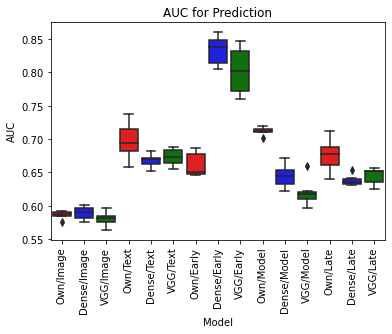 AUC for Prediction
AUC
0.85
0.80
0.75
0.70
0.65
0.60
0.55
Own/Image
Dense/Image
VGG/Image
Own/Text
Dense/Text
VGG/Text
Own/Early
Dense/Early
VGG/Early
Own/Model
Dense/Model
VGG/Model
Own/Late
Dense/Late
VGG/Late
Model